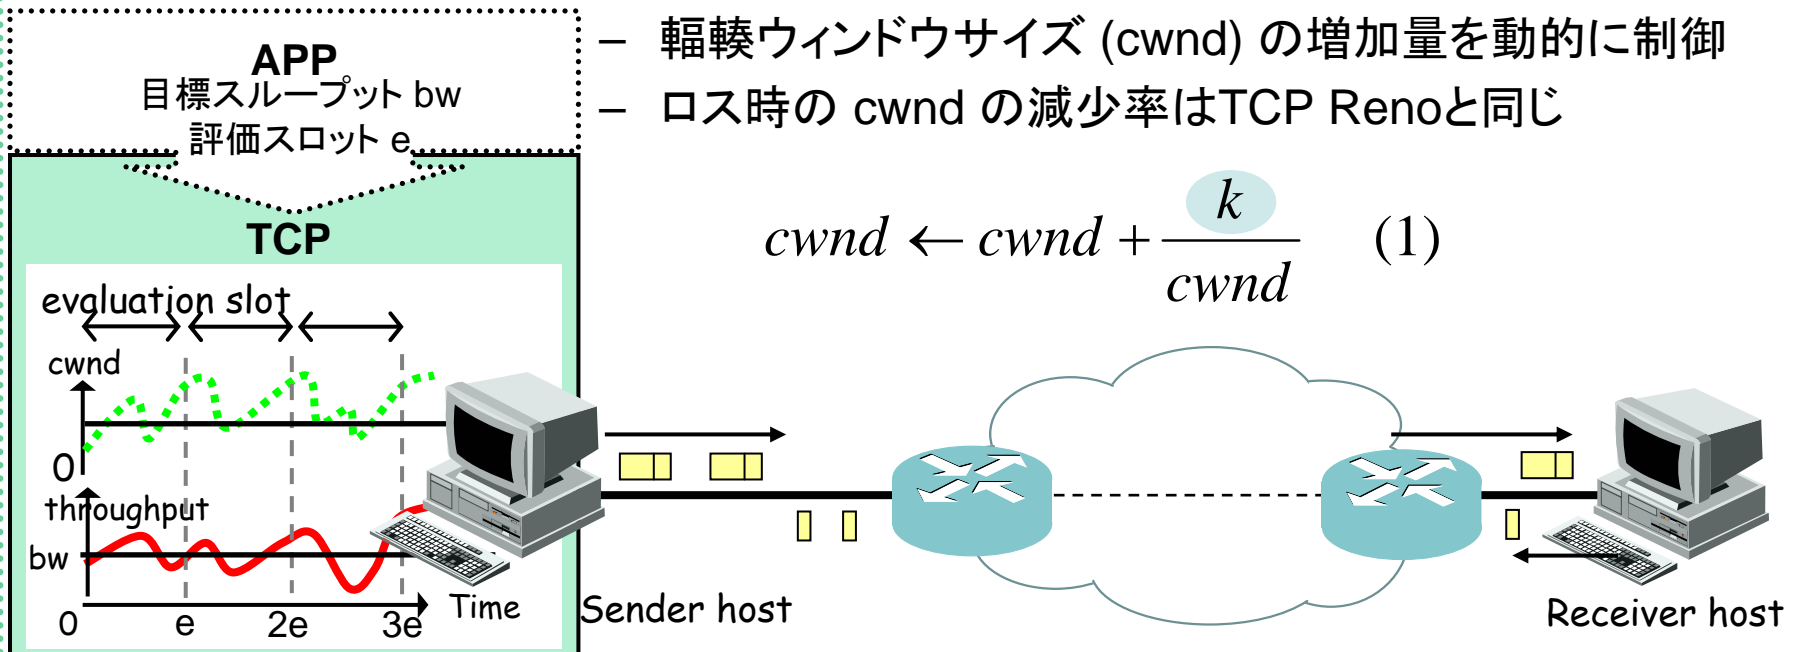 APP
目標スループット bw
評価スロット e
TCP
evaluation slot
cwnd
0
throughput
bw
0 e 2e 3e Time
– 輻輳ウィンドウサイズ (cwnd) の増加量を動的に制御
– ロス時の cwnd の減少率はTCP Renoと同じ
cwnd ← cwnd + k / cwnd (1)
Sender host
Receiver host